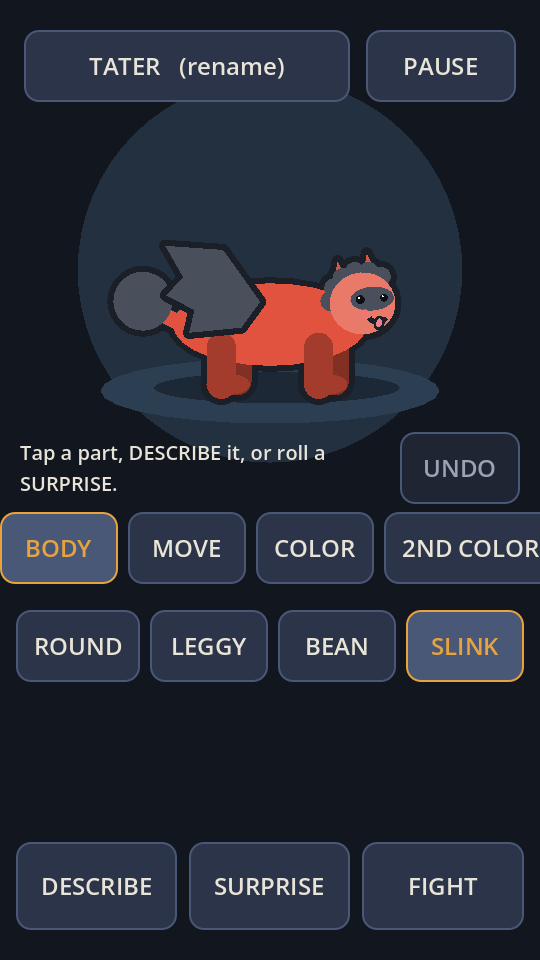 TATER (rename)
PAUSE
Tap a part, DESCRIBE it, or roll a
SURPRISE.
UNDO
BODY
MOVE
COLOR
2ND COLOR
ROUND
LEGGY
BEAN
SLINK
DESCRIBE
SURPRISE
FIGHT